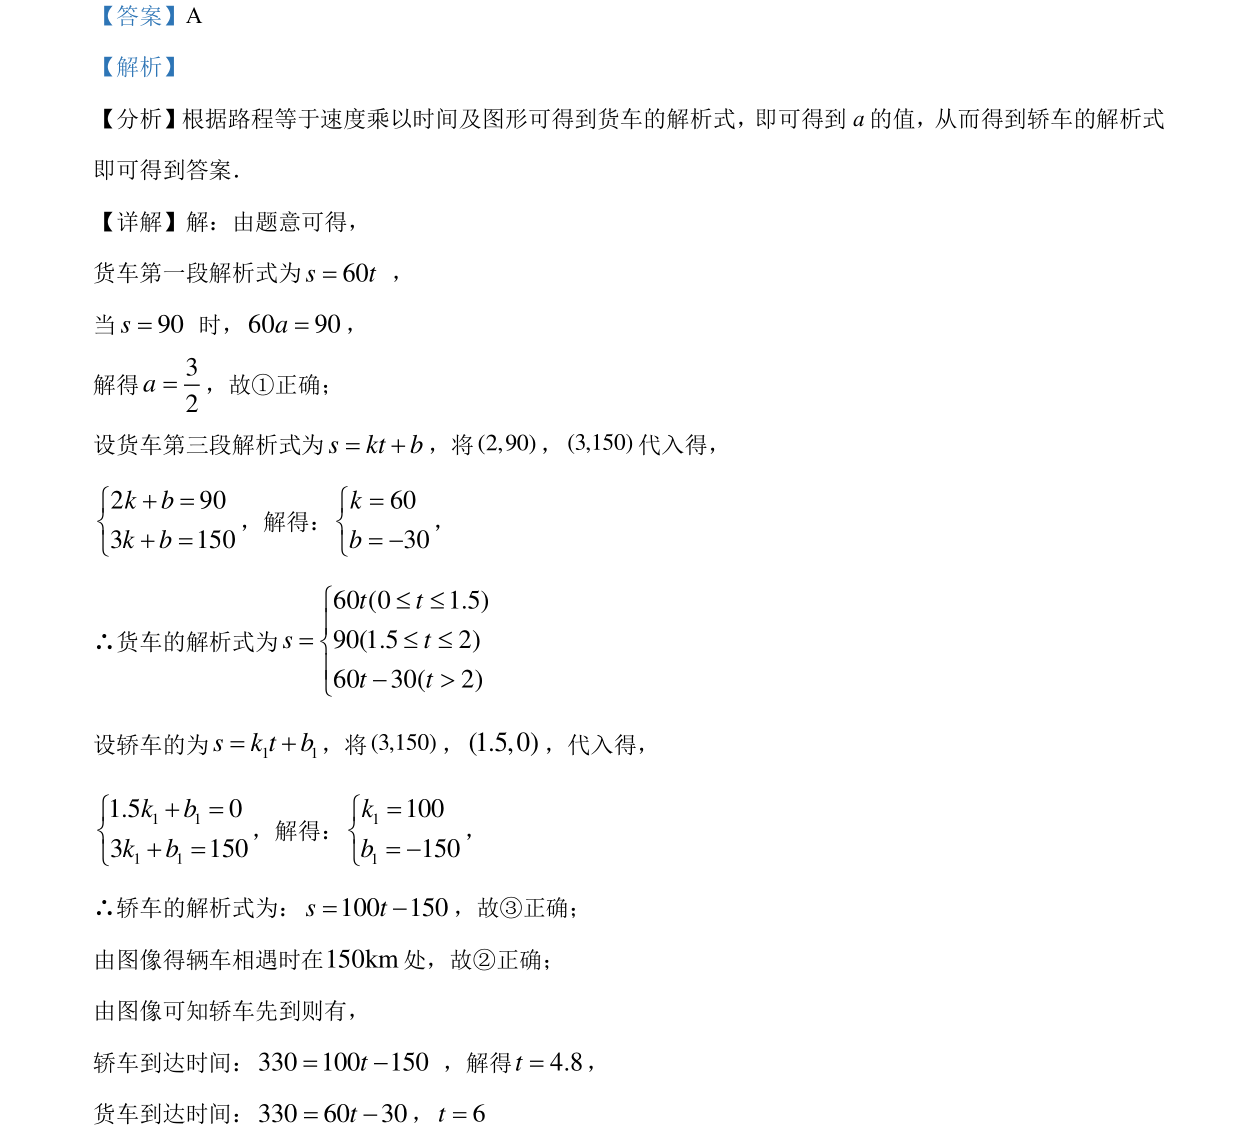 【答案】A
【解析】
【分析】根据路程等于速度乘以时间及图形可得到货车的解析式，即可得到 a 的值，从而得到轿车的解析式
即可得到答案．
【详解】解：由题意可得，
货车第一段解析式为 s = 60t ，
当 s = 90 时， 60a = 90 ，
解得 a = 3/2 ，故①正确；
设货车第三段解析式为 s = kt + b ，将 (2,90) ， (3,150) 代入得，
{2k + b = 90 3k + b = 150 ，解得： {k = 60 b = −30 ，
∴货车的解析式为 s = {60t(0 ≤ t ≤ 1.5) 90(1.5 ≤ t ≤ 2) 60t − 30(t > 2)
设轿车的为 s = k₁t + b₁ ，将 (3,150) ， (1.5,0) ，代入得，
{1.5k₁ + b₁ = 0 3k₁ + b₁ = 150 ，解得： {k₁ = 100 b₁ = −150 ，
∴轿车的解析式为： s = 100t − 150 ，故③正确；
由图像得辆车相遇时在150km 处，故②正确；
由图像可知轿车先到则有，
轿车到达时间： 330 = 100t − 150 ，解得 t = 4.8 ，
货车到达时间： 330 = 60t − 30 ， t = 6